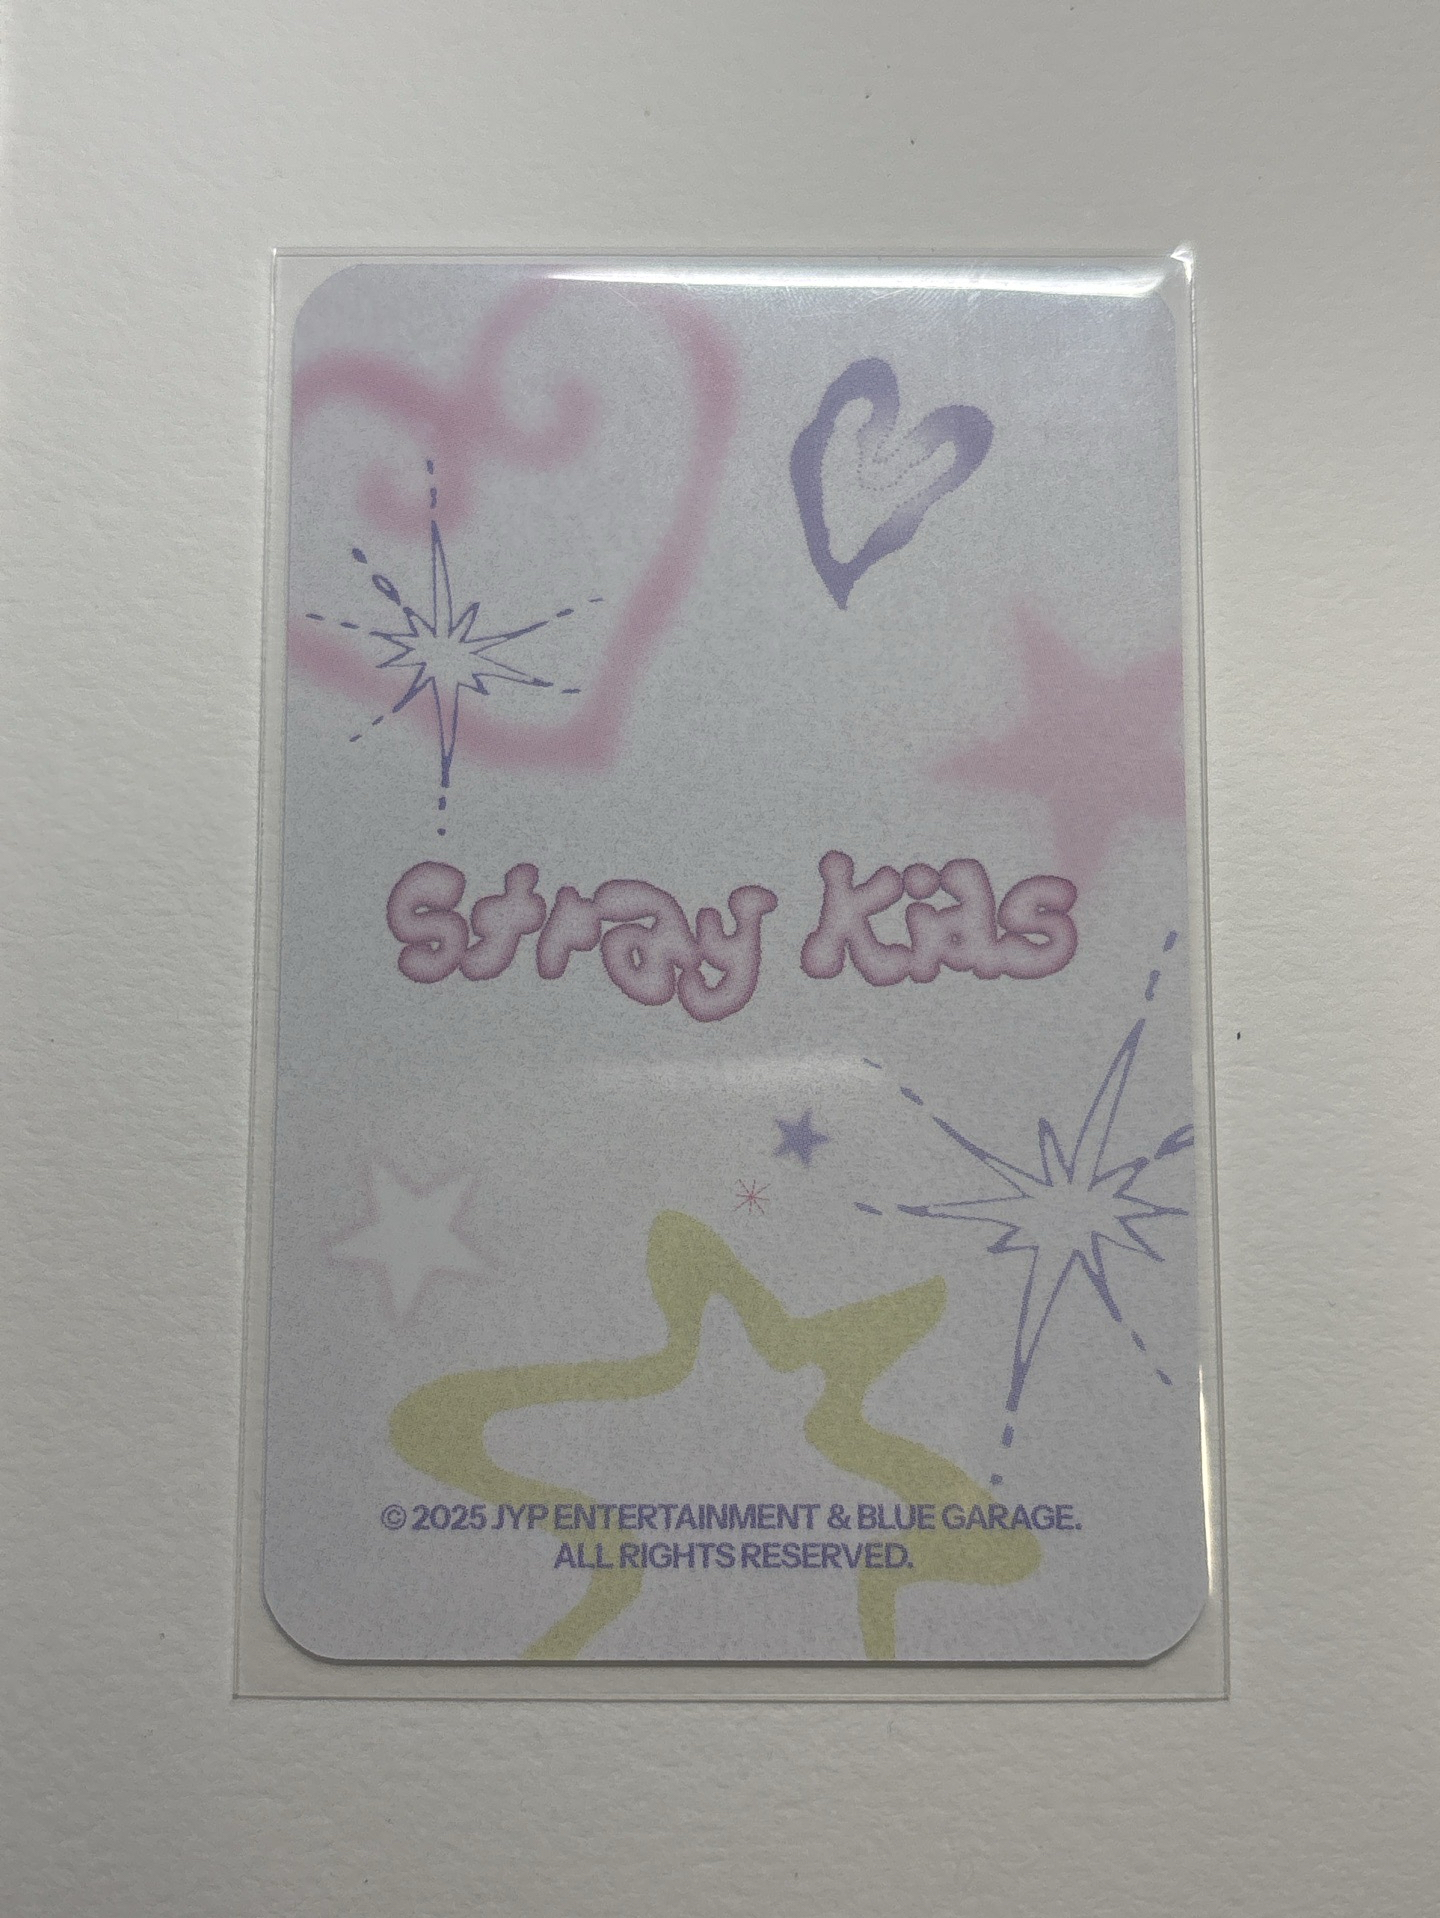 Stray Kids
© 2025 JYP ENTERTAINMENT & BLUE GARAGE.
ALL RIGHTS RESERVED.